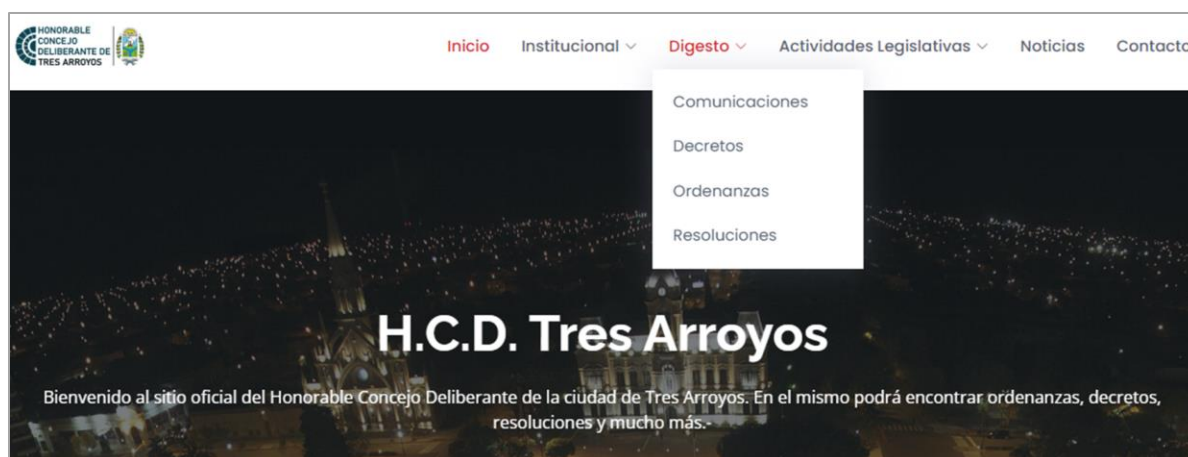 HONORABLE
CONCEJO
DELIBERANTE DE
TRES ARROYOS
Inicio Institucional Digesto Actividades Legislativas Noticias Contacto
Comunicaciones
Decretos
Ordenanzas
Resoluciones
H.C.D. Tres Arroyos
Bienvenido al sitio oficial del Honorable Concejo Deliberante de la ciudad de Tres Arroyos. En el mismo podrá encontrar ordenanzas, decretos,
resoluciones y mucho más.-